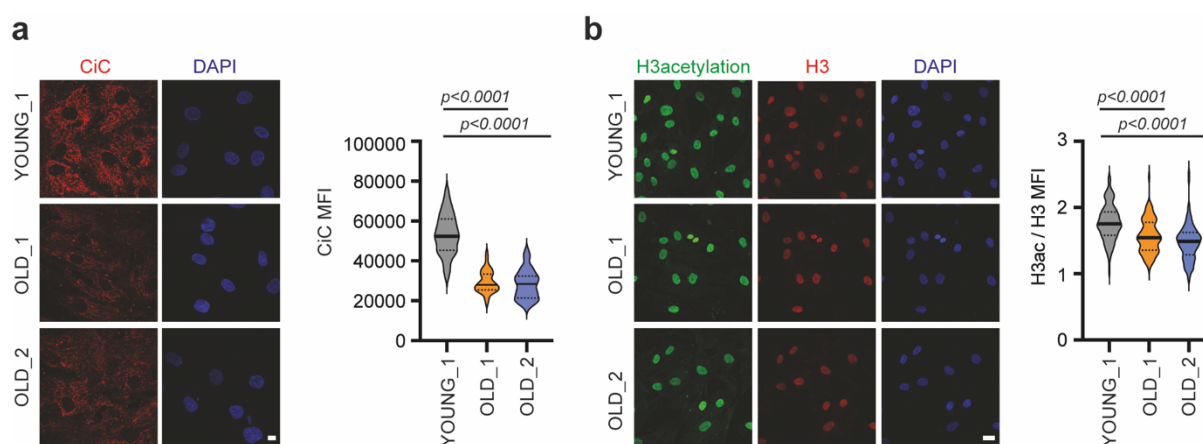 a
CiC DAPI
YOUNG_1
OLD_1
OLD_2
p<0.0001
p<0.0001
CiC MFI
100000
80000
60000
40000
20000
0
YOUNG_1
OLD_1
OLD_2
b
H3acetylation H3 DAPI
YOUNG_1
OLD_1
OLD_2
p<0.0001
p<0.0001
H3ac / H3 MFI
3
2
1
0
YOUNG_1
OLD_1
OLD_2